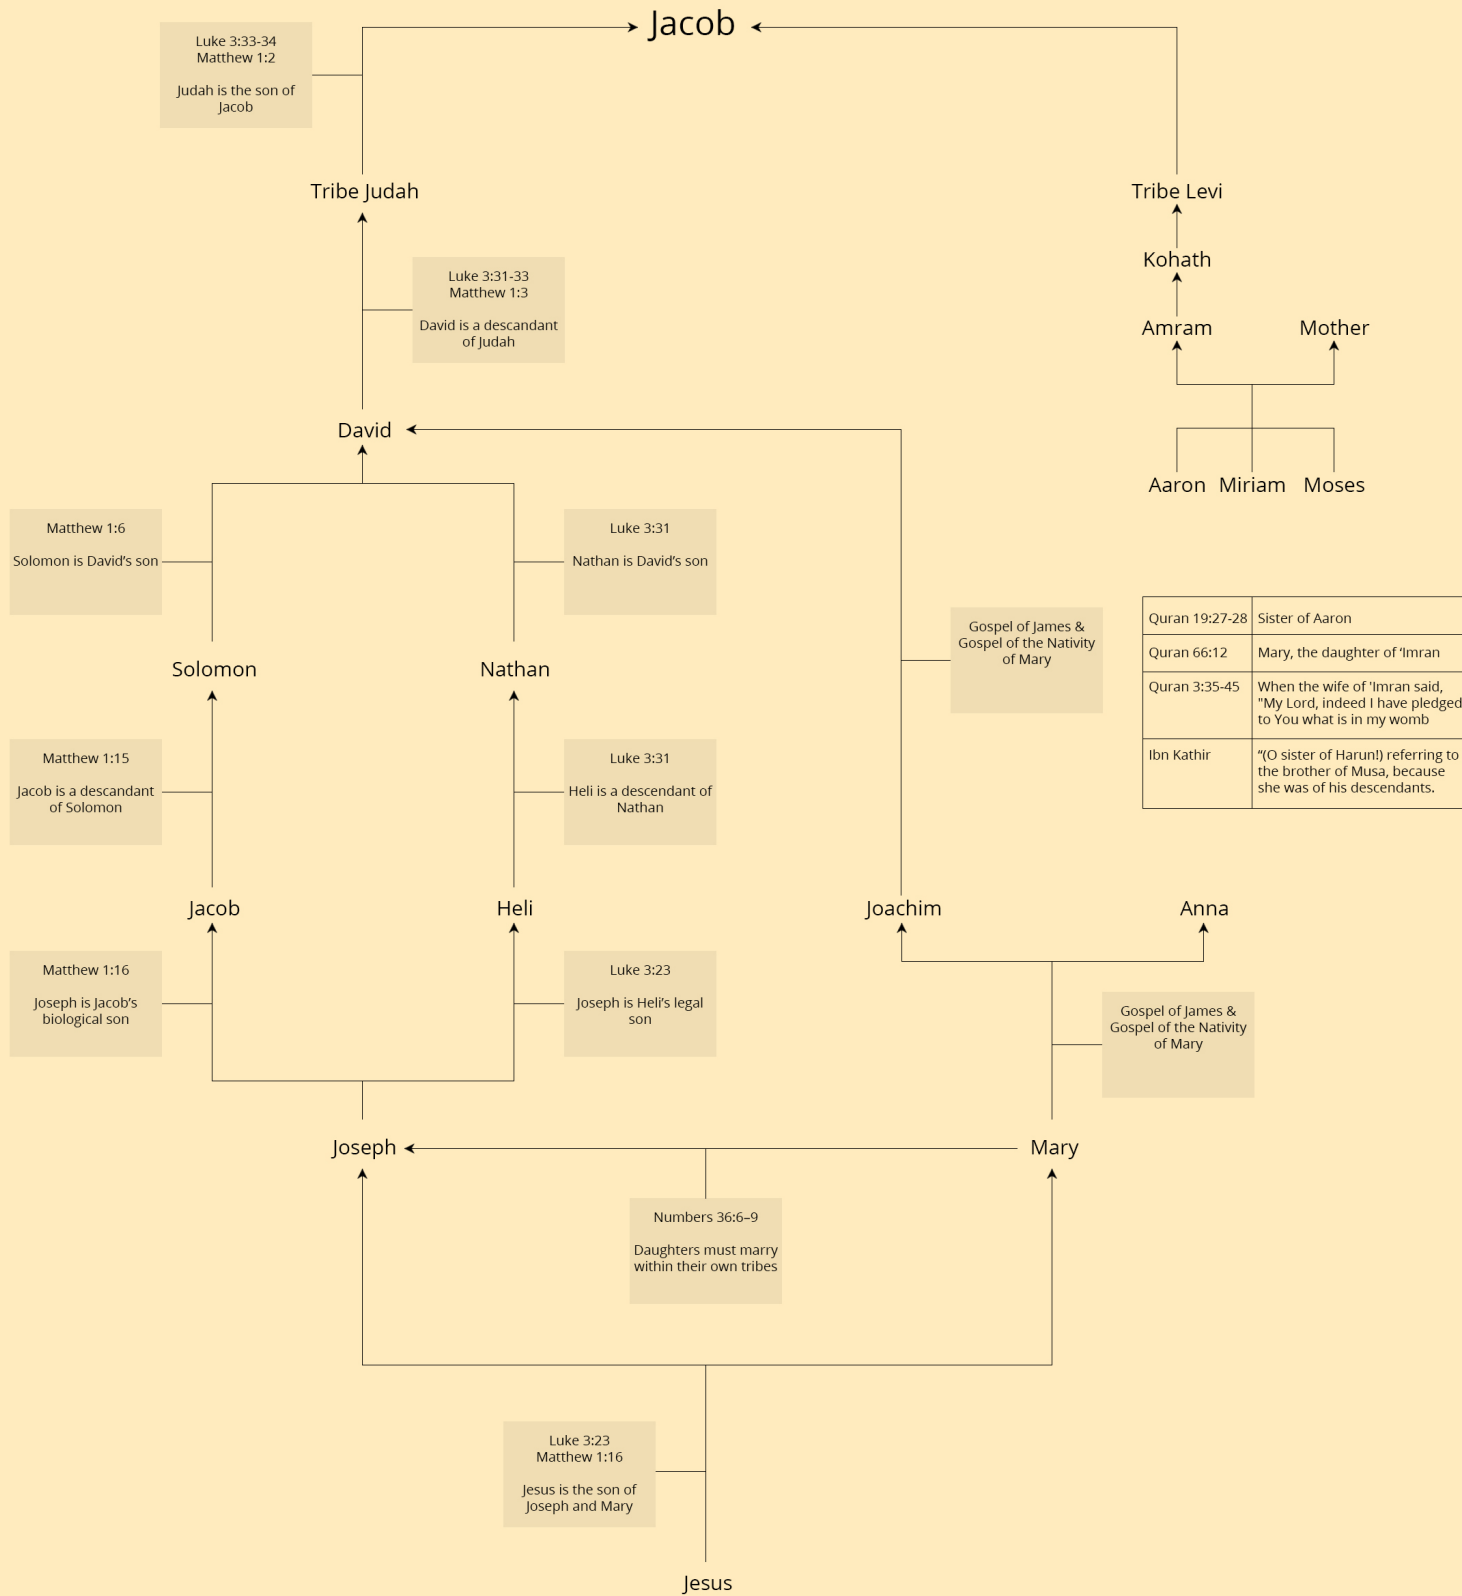 Jacob
Luke 3:33-34
Matthew 1:2
Judah is the son of
Jacob
Tribe Judah
Tribe Levi
Kohath
Luke 3:31-33
Matthew 1:3
David is a descandant
of Judah
Amram
Mother
David
Aaron
Miriam
Moses
Matthew 1:6
Solomon is David’s son
Luke 3:31
Nathan is David’s son
Gospel of James &
Gospel of the Nativity
of Mary
Quran 19:27-28
Sister of Aaron
Quran 66:12
Mary, the daughter of ‘Imran
Quran 3:35-45
When the wife of 'Imran said,
"My Lord, indeed I have pledged
to You what is in my womb
Ibn Kathir
“(O sister of Harun!) referring to
the brother of Musa, because
she was of his descendants.
Solomon
Nathan
Matthew 1:15
Jacob is a descandant
of Solomon
Luke 3:31
Heli is a descendant of
Nathan
Jacob
Heli
Joachim
Anna
Matthew 1:16
Joseph is Jacob’s
biological son
Luke 3:23
Joseph is Heli’s legal
son
Gospel of James &
Gospel of the Nativity
of Mary
Joseph
Mary
Numbers 36:6–9
Daughters must marry
within their own tribes
Luke 3:23
Matthew 1:16
Jesus is the son of
Joseph and Mary
Jesus